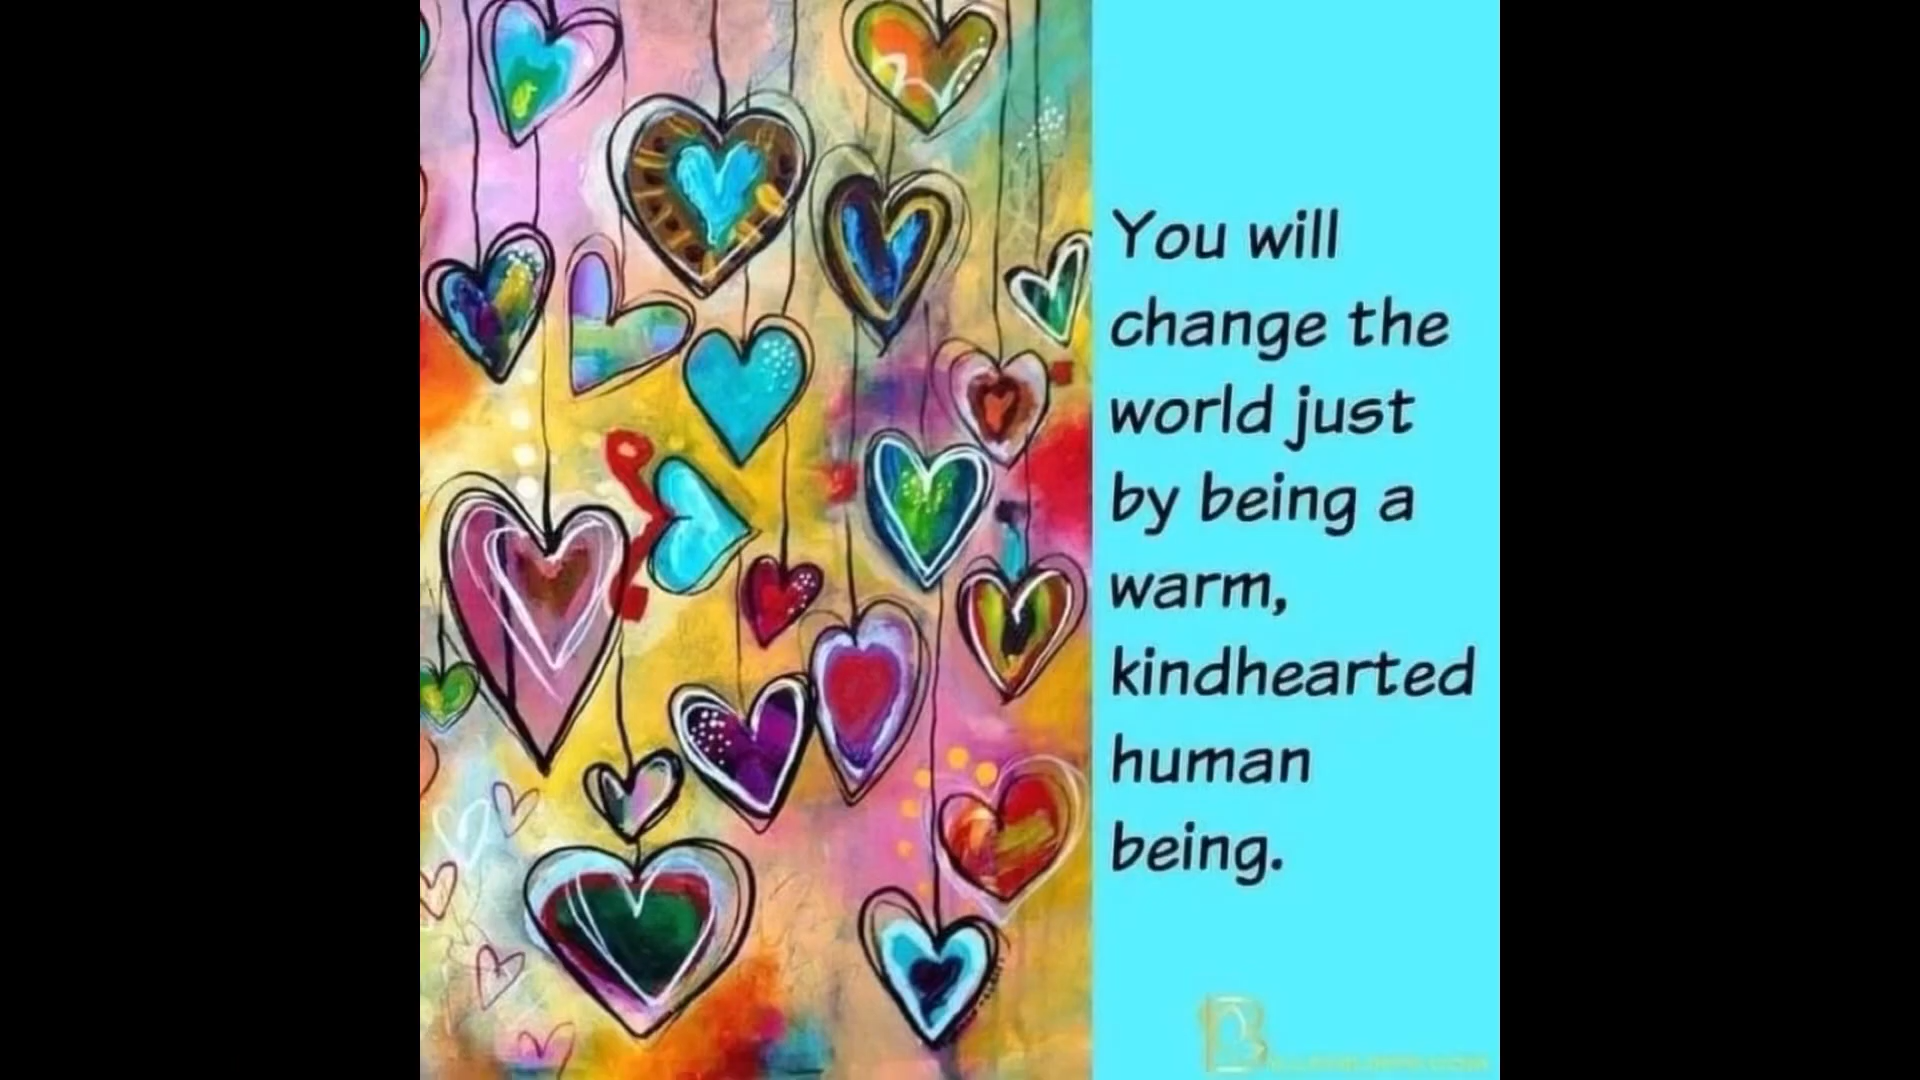 You will
change the
world just
by being a
warm,
kindhearted
human
being.